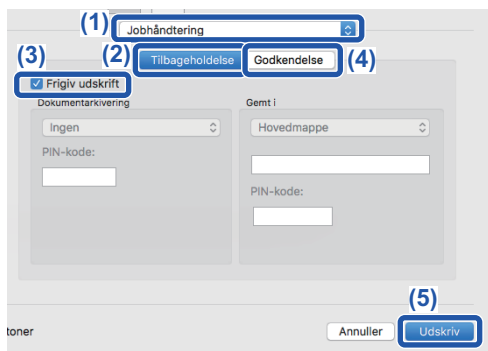 (1) Jobhåndtering
(2) Tilbageholdelse Godkendelse (4)
(3)
Frigiv udskrift
Dokumentarkivering
Ingen
PIN-kode:
Gemt i
Hovedmappe
PIN-kode:
(5)
toner Annuller Udskriv